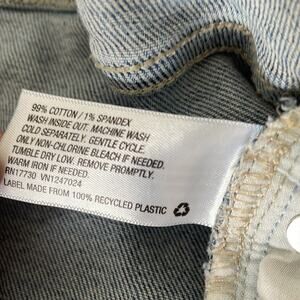 99% COTTON / 1% SPANDEX
WASH INSIDE OUT. MACHINE WASH
COLD SEPARATELY. GENTLE CYCLE.
ONLY NON-CHLORINE BLEACH IF NEEDED.
TUMBLE DRY LOW. REMOVE PROMPTLY.
WARM IRON IF NEEDED.
RN17730 VN1247024
LABEL MADE FROM 100% RECYCLED PLASTIC